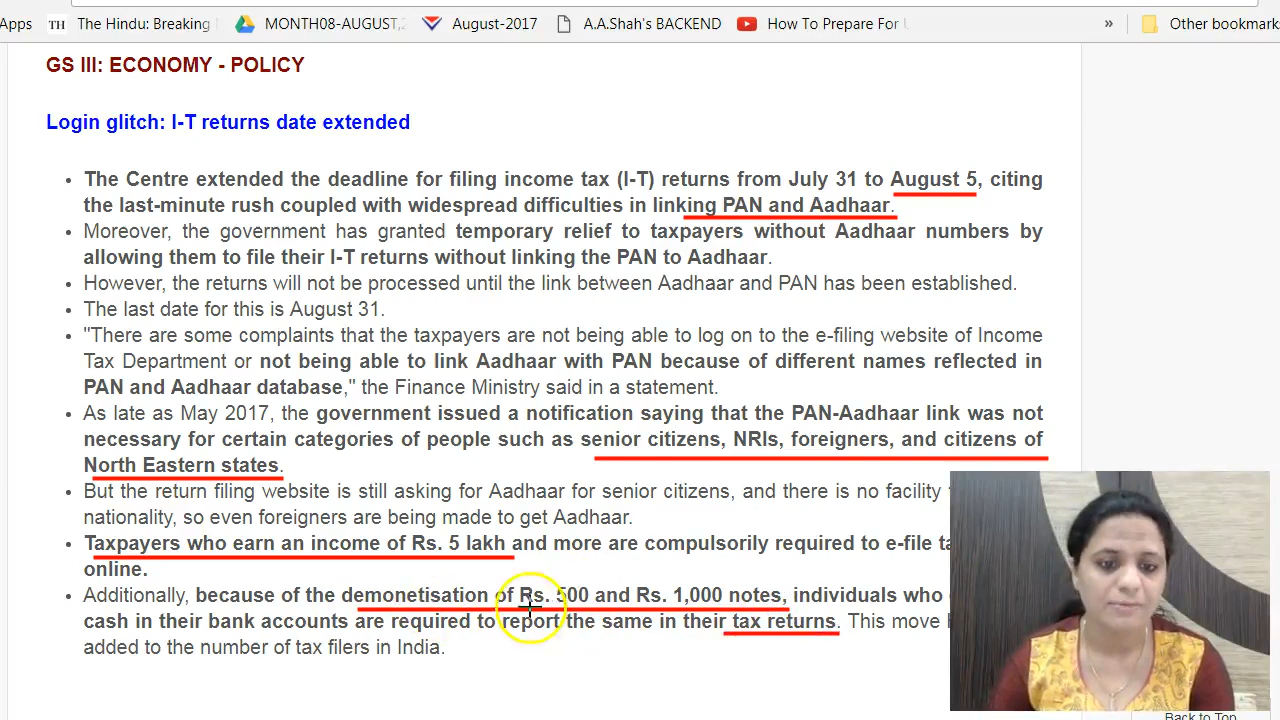 Apps TH The Hindu: Breaking MONTH08-AUGUST, August-2017 A.A.Shah's BACKEND How To Prepare For » Other bookmark
GS III: ECONOMY - POLICY
Login glitch: I-T returns date extended
• The Centre extended the deadline for filing income tax (I-T) returns from July 31 to August 5, citing
the last-minute rush coupled with widespread difficulties in linking PAN and Aadhaar.
• Moreover, the government has granted temporary relief to taxpayers without Aadhaar numbers by
allowing them to file their I-T returns without linking the PAN to Aadhaar.
• However, the returns will not be processed until the link between Aadhaar and PAN has been established.
• The last date for this is August 31.
• "There are some complaints that the taxpayers are not being able to log on to the e-filing website of Income
Tax Department or not being able to link Aadhaar with PAN because of different names reflected in
PAN and Aadhaar database," the Finance Ministry said in a statement.
• As late as May 2017, the government issued a notification saying that the PAN-Aadhaar link was not
necessary for certain categories of people such as senior citizens, NRIs, foreigners, and citizens of
North Eastern states.
• But the return filing website is still asking for Aadhaar for senior citizens, and there is no facility
nationality, so even foreigners are being made to get Aadhaar.
• Taxpayers who earn an income of Rs. 5 lakh and more are compulsorily required to e-file
online.
• Additionally, because of the demonetisation of Rs. 500 and Rs. 1,000 notes, individuals who
cash in their bank accounts are required to report the same in their tax returns. This move
added to the number of tax filers in India.
Back to Top